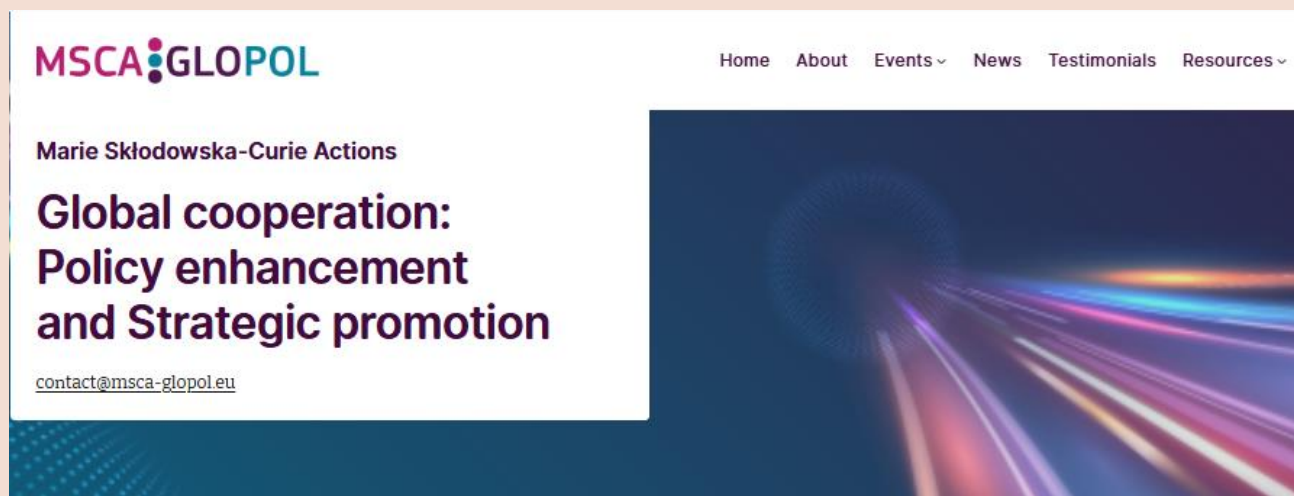 MSCA GLOPOL
Home About Events News Testimonials Resources
Marie Skłodowska-Curie Actions
Global cooperation:
Policy enhancement
and Strategic promotion
contact@msca-glopol.eu